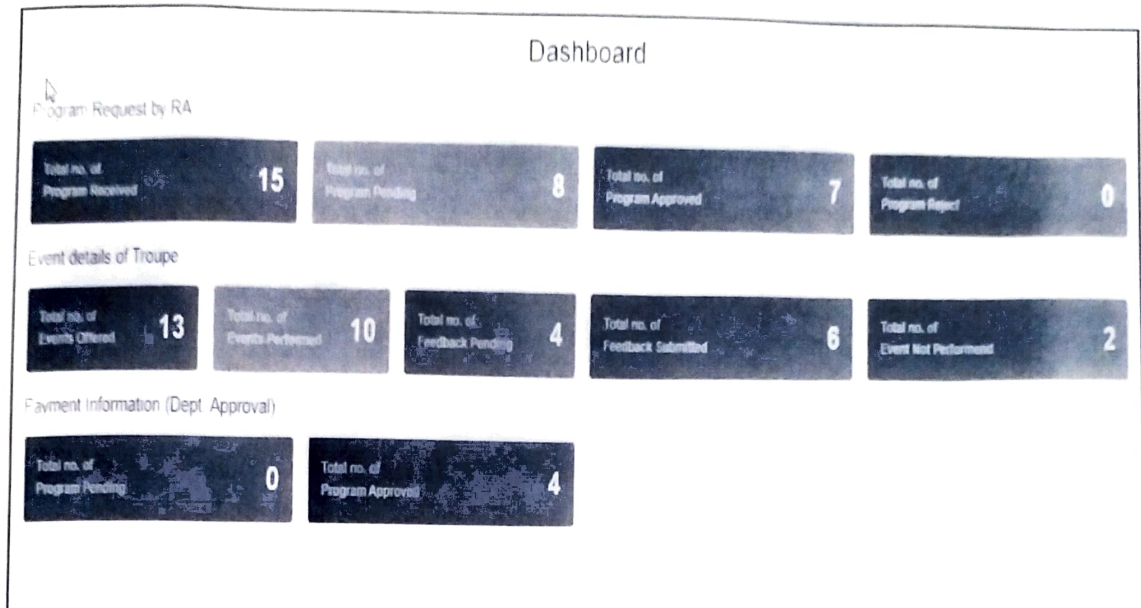 Dashboard
Program Request by RA
Total no. of
Program Received
15
Total no. of
Program Pending
8
Total no. of
Program Approved
7
Total no. of
Program Reject
0
Event details of Troupe
Total no. of
Events Offered
13
Total no. of
Events Performed
10
Total no. of
Feedback Pending
4
Total no. of
Feedback Submitted
6
Total no. of
Event Not Performend
2
Payment Information (Dept. Approval)
Total no. of
Program Pending
0
Total no. of
Program Approved
4